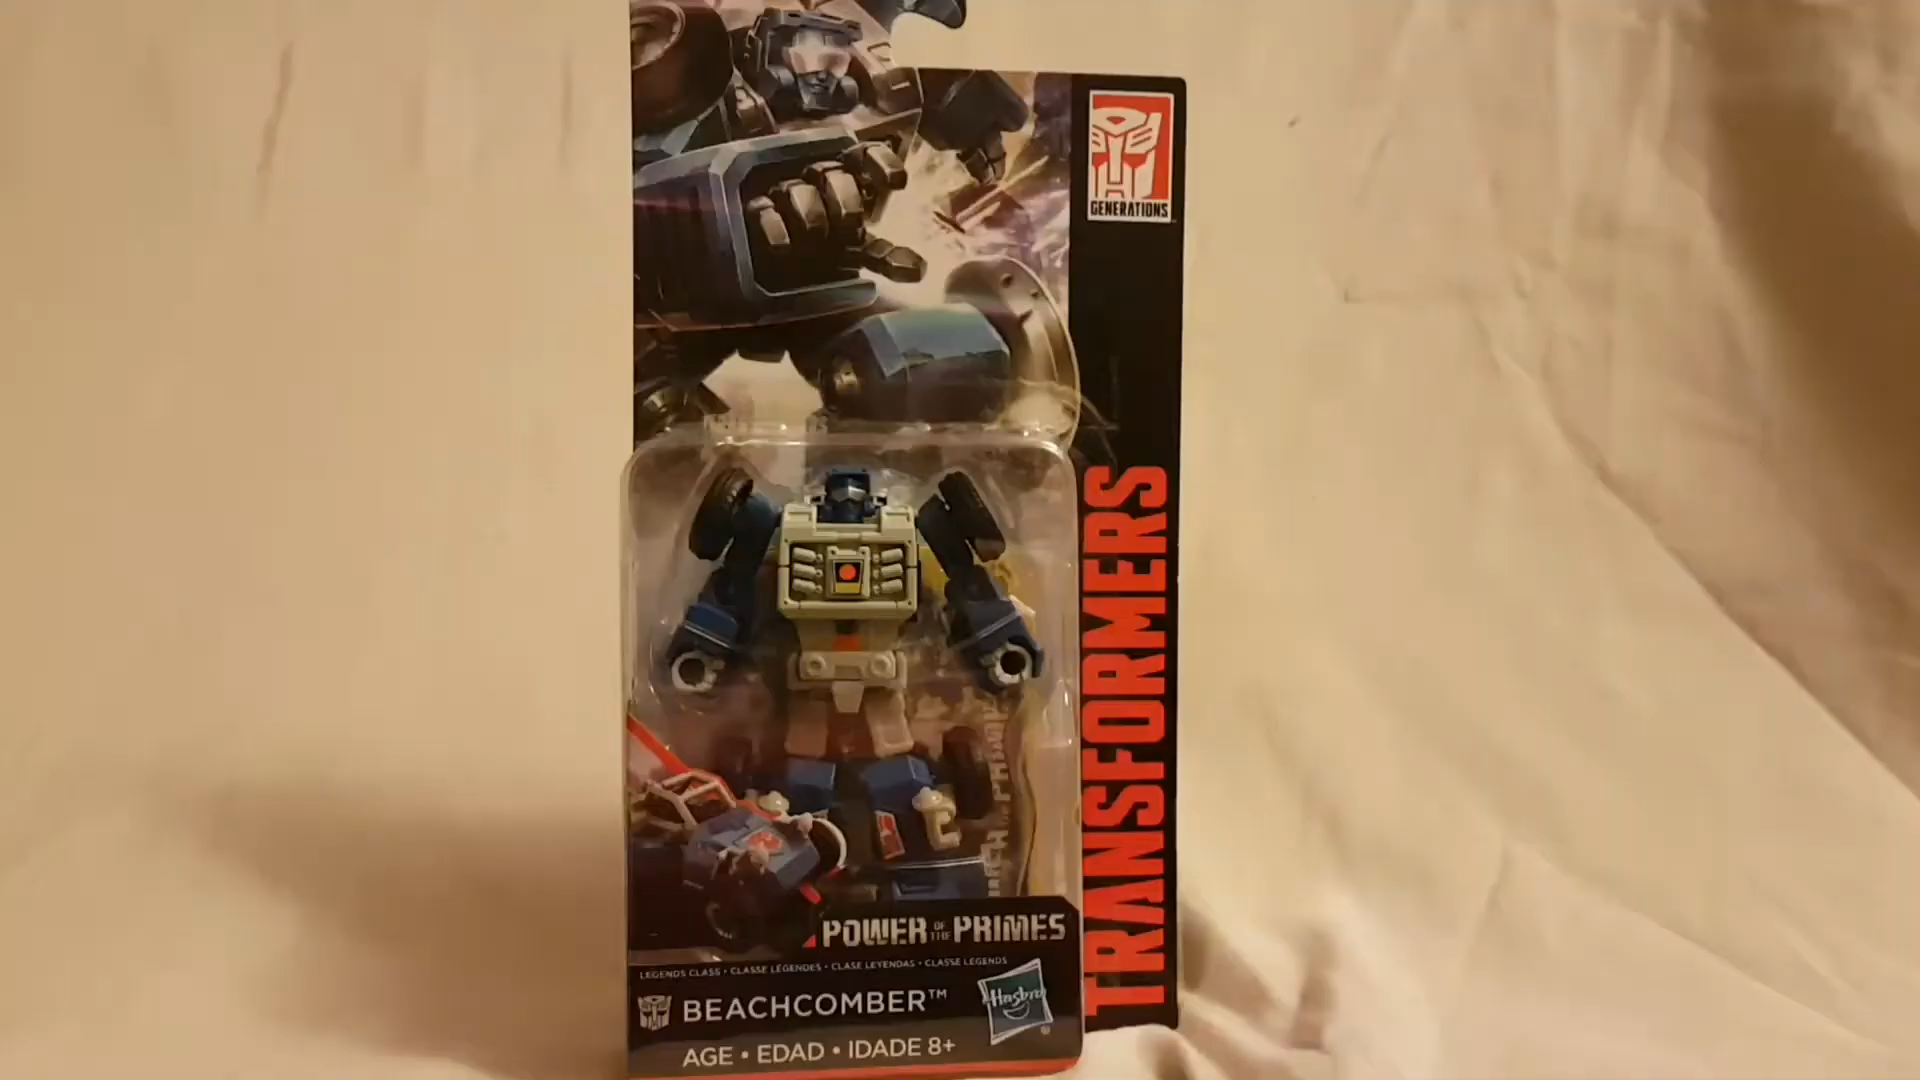 GENERATIONS
TRANSFORMERS
POWER OF THE PRIMES
LEGENDS CLASS • CLASSE LÉGENDES • CLASE LEYENDAS • CLASSE LEGENDS
BEACHCOMBER™
Hasbro®
AGE • EDAD • IDADE 8+